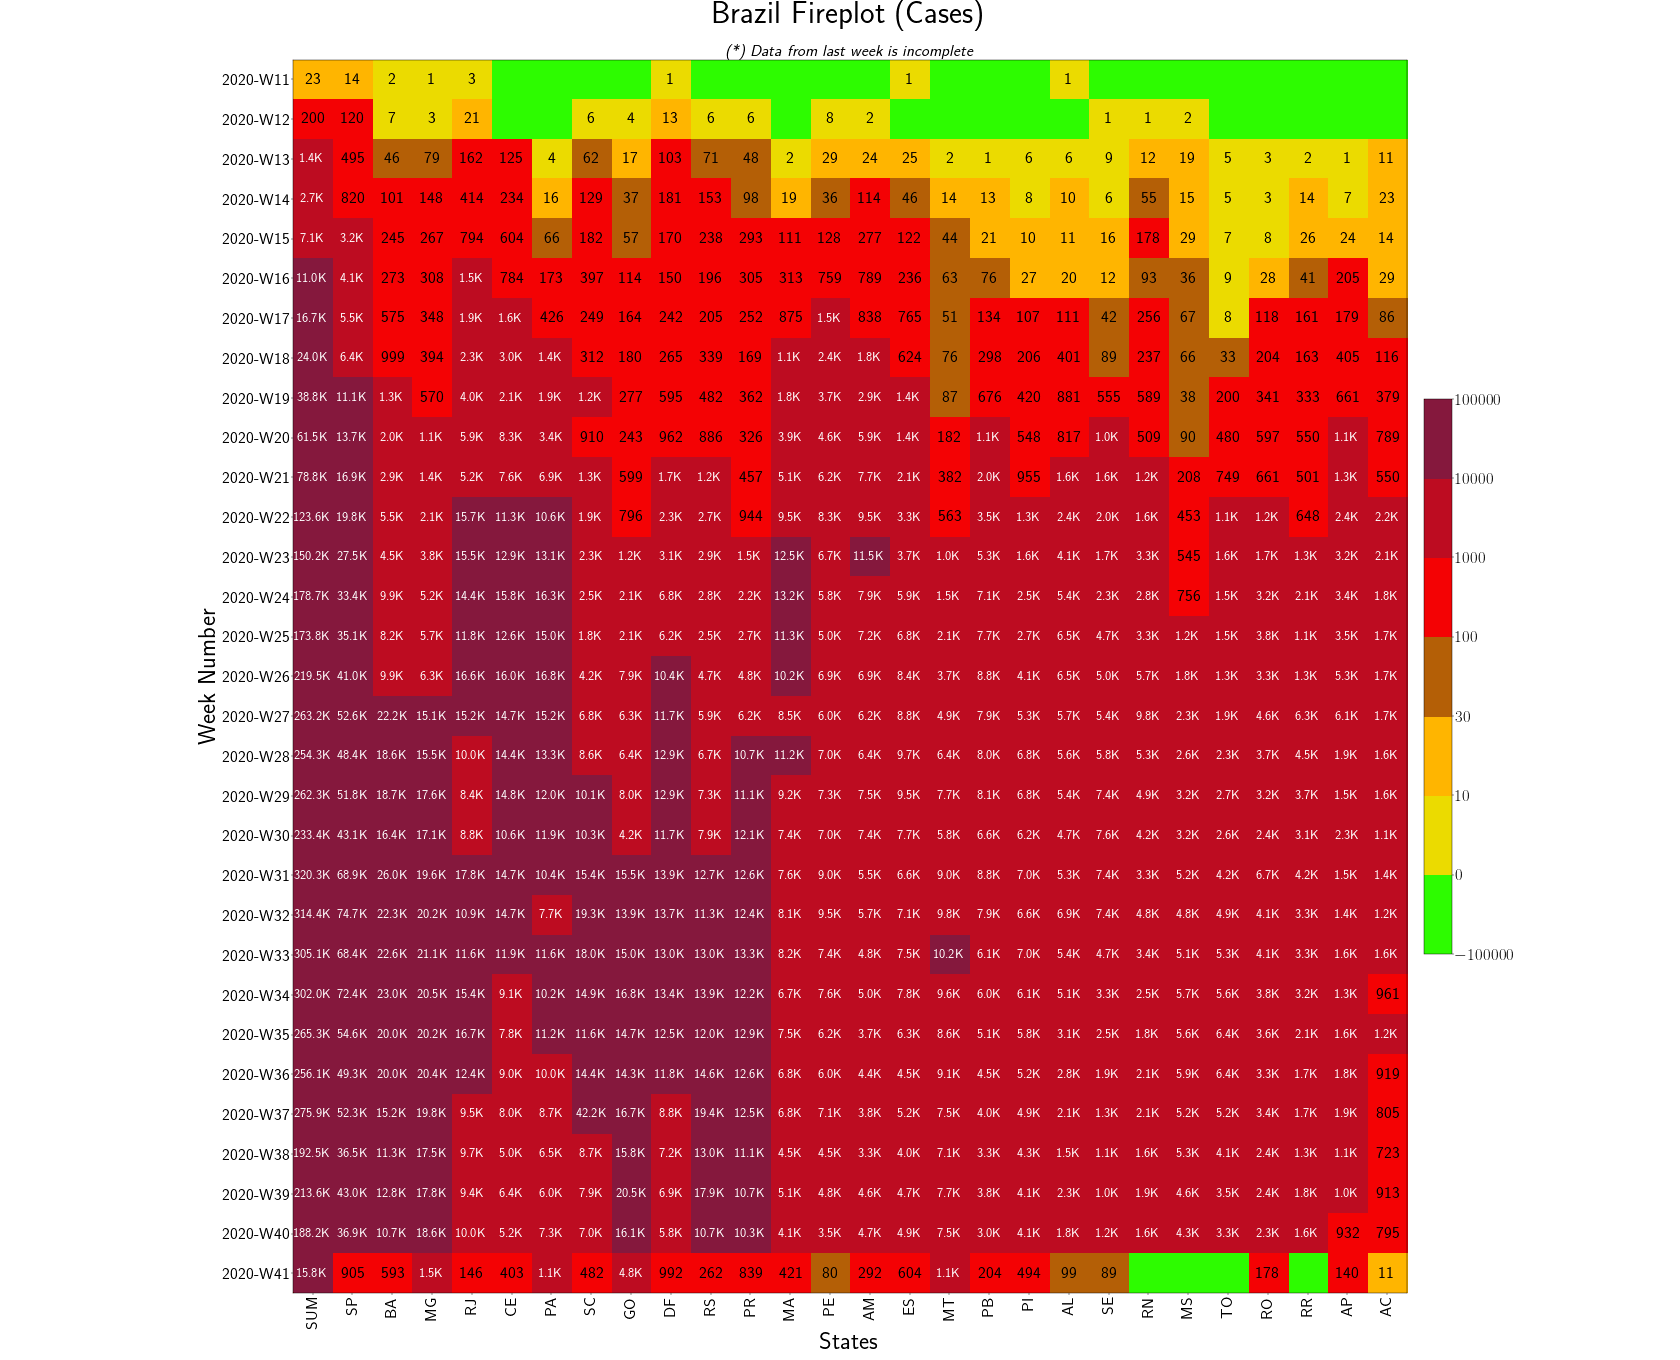 Brazil Fireplot (Cases)
(*) Data from last week is incomplete
2020-W11 23 14 2 1 3 1 1 1
2020-W12 200 120 7 3 21 6 4 13 6 6 8 2 1 1 2
2020-W13 1.4K 495 46 79 162 125 4 62 17 103 71 48 2 29 24 25 2 1 6 6 9 12 19 5 3 2 1 11
2020-W14 2.7K 820 101 148 414 234 16 129 37 181 153 98 19 36 114 46 14 13 8 10 6 55 15 5 3 14 7 23
2020-W15 7.1K 3.2K 245 267 794 604 66 182 57 170 238 293 111 128 277 122 44 21 10 11 16 178 29 7 8 26 24 14
2020-W16 11.0K 4.1K 273 308 1.5K 784 173 397 114 150 196 305 313 759 789 236 63 76 27 20 12 93 36 9 28 41 205 29
2020-W17 16.7K 5.5K 575 348 1.9K 1.6K 426 249 164 242 205 252 875 1.5K 838 765 51 134 107 111 42 256 67 8 118 161 179 86
2020-W18 24.0K 6.4K 999 394 2.3K 3.0K 1.4K 312 180 265 339 169 1.1K 2.4K 1.8K 624 76 298 206 401 89 237 66 33 204 163 405 116
2020-W19 38.8K 11.1K 1.3K 570 4.0K 2.1K 1.9K 1.2K 277 595 482 362 1.8K 3.7K 2.9K 1.4K 87 676 420 881 555 589 38 200 341 333 661 379
2020-W20 61.5K 13.7K 2.0K 1.1K 5.9K 8.3K 3.4K 910 243 962 886 326 3.9K 4.6K 5.9K 1.4K 182 1.1K 548 817 1.0K 509 90 480 597 550 1.1K 789
2020-W21 78.8K 16.9K 2.9K 1.4K 5.2K 7.6K 6.9K 1.3K 599 1.7K 1.2K 457 5.1K 6.2K 7.7K 2.1K 382 2.0K 955 1.6K 1.6K 1.2K 208 749 661 501 1.3K 550
2020-W22 123.6K 19.8K 5.5K 2.1K 15.7K 11.3K 10.6K 1.9K 796 2.3K 2.7K 944 9.5K 8.3K 9.5K 3.3K 563 3.5K 1.3K 2.4K 2.0K 1.6K 453 1.1K 1.2K 648 2.4K 2.2K
2020-W23 150.2K 27.5K 4.5K 3.8K 15.5K 12.9K 13.1K 2.3K 1.2K 3.1K 2.9K 1.5K 12.5K 6.7K 11.5K 3.7K 1.0K 5.3K 1.6K 4.1K 1.7K 3.3K 545 1.6K 1.7K 1.3K 3.2K 2.1K
2020-W24 178.7K 33.4K 9.9K 5.2K 14.4K 15.8K 16.3K 2.5K 2.1K 6.8K 2.8K 2.2K 13.2K 5.8K 7.9K 5.9K 1.5K 7.1K 2.5K 5.4K 2.3K 2.8K 756 1.5K 3.2K 2.1K 3.4K 1.8K
2020-W25 173.8K 35.1K 8.2K 5.7K 11.8K 12.6K 15.0K 1.8K 2.1K 6.2K 2.5K 2.7K 11.3K 5.0K 7.2K 6.8K 2.1K 7.7K 2.7K 6.5K 4.7K 3.3K 1.2K 1.5K 3.8K 1.1K 3.5K 1.7K
2020-W26 219.5K 41.0K 9.9K 6.3K 16.6K 16.0K 16.8K 4.2K 7.9K 10.4K 4.7K 4.8K 10.2K 6.9K 6.9K 8.4K 3.7K 8.8K 4.1K 6.5K 5.0K 5.7K 1.8K 1.3K 3.3K 1.3K 5.3K 1.7K
2020-W27 263.2K 52.6K 22.2K 15.1K 15.2K 14.7K 15.2K 6.8K 6.3K 11.7K 5.9K 6.2K 8.5K 6.0K 6.2K 8.8K 4.9K 7.9K 5.3K 5.7K 5.4K 9.8K 2.3K 1.9K 4.6K 6.3K 6.1K 1.7K
2020-W28 254.3K 48.4K 18.6K 15.5K 10.0K 14.4K 13.3K 8.6K 6.4K 12.9K 6.7K 10.7K 11.2K 7.0K 6.4K 9.7K 6.4K 8.0K 6.8K 5.6K 5.8K 5.3K 2.6K 2.3K 3.7K 4.5K 1.9K 1.6K
2020-W29 262.3K 51.8K 18.7K 17.6K 8.4K 14.8K 12.0K 10.1K 8.0K 12.9K 7.3K 11.1K 9.2K 7.3K 7.5K 9.5K 7.7K 8.1K 6.8K 5.4K 7.4K 4.9K 3.2K 2.7K 3.2K 3.7K 1.5K 1.6K
2020-W30 233.4K 43.1K 16.4K 17.1K 8.8K 10.6K 11.9K 10.3K 4.2K 11.7K 7.9K 12.1K 7.4K 7.0K 7.4K 7.7K 5.8K 6.6K 6.2K 4.7K 7.6K 4.2K 3.2K 2.6K 2.4K 3.1K 2.3K 1.1K
2020-W31 320.3K 68.9K 26.0K 19.6K 17.8K 14.7K 10.4K 15.4K 15.5K 13.9K 12.7K 12.6K 7.6K 9.0K 5.5K 6.6K 9.0K 8.8K 7.0K 5.3K 7.4K 3.3K 5.2K 4.2K 6.7K 4.2K 1.5K 1.4K
2020-W32 314.4K 74.7K 22.3K 20.2K 10.9K 14.7K 7.7K 19.3K 13.9K 13.7K 11.3K 12.4K 8.1K 9.5K 5.7K 7.1K 9.8K 7.9K 6.6K 6.9K 7.4K 4.8K 4.8K 4.9K 4.1K 3.3K 1.4K 1.2K
2020-W33 305.1K 68.4K 22.6K 21.1K 11.6K 11.9K 11.6K 18.0K 15.0K 13.0K 13.0K 13.3K 8.2K 7.4K 4.8K 7.5K 10.2K 6.1K 7.0K 5.4K 4.7K 3.4K 5.1K 5.3K 4.1K 3.3K 1.6K 1.6K
2020-W34 302.0K 72.4K 23.0K 20.5K 15.4K 9.1K 10.2K 14.9K 16.8K 13.4K 13.9K 12.2K 6.7K 7.6K 5.0K 7.8K 9.6K 6.0K 6.1K 5.1K 3.3K 2.5K 5.7K 5.6K 3.8K 3.2K 1.3K 961
2020-W35 265.3K 54.6K 20.0K 20.2K 16.7K 7.8K 11.2K 11.6K 14.7K 12.5K 12.0K 12.9K 7.5K 6.2K 3.7K 6.3K 8.6K 5.1K 5.8K 3.1K 2.5K 1.8K 5.6K 6.4K 3.6K 2.1K 1.6K 1.2K
2020-W36 256.1K 49.3K 20.0K 20.4K 12.4K 9.0K 10.0K 14.4K 14.3K 11.8K 14.6K 12.6K 6.8K 6.0K 4.4K 4.5K 9.1K 4.5K 5.2K 2.8K 1.9K 2.1K 5.9K 6.4K 3.3K 1.7K 1.8K 919
2020-W37 275.9K 52.3K 15.2K 19.8K 9.5K 8.0K 8.7K 42.2K 16.7K 8.8K 19.4K 12.5K 6.8K 7.1K 3.8K 5.2K 7.5K 4.0K 4.9K 2.1K 1.3K 2.1K 5.2K 5.2K 3.4K 1.7K 1.9K 805
2020-W38 192.5K 36.5K 11.3K 17.5K 9.7K 5.0K 6.5K 8.7K 15.8K 7.2K 13.0K 11.1K 4.5K 4.5K 3.3K 4.0K 7.1K 3.3K 4.3K 1.5K 1.1K 1.6K 5.3K 4.1K 2.4K 1.3K 1.1K 723
2020-W39 213.6K 43.0K 12.8K 17.8K 9.4K 6.4K 6.0K 7.9K 20.5K 6.9K 17.9K 10.7K 5.1K 4.8K 4.6K 4.7K 7.7K 3.8K 4.1K 2.3K 1.0K 1.9K 4.6K 3.5K 2.4K 1.8K 1.0K 913
2020-W40 188.2K 36.9K 10.7K 18.6K 10.0K 5.2K 7.3K 7.0K 16.1K 5.8K 10.7K 10.3K 4.1K 3.5K 4.7K 4.9K 7.5K 3.0K 4.1K 1.8K 1.2K 1.6K 4.3K 3.3K 2.3K 1.6K 932 795
2020-W41 15.8K 905 593 1.5K 146 403 1.1K 482 4.8K 992 262 839 421 80 292 604 1.1K 204 494 99 89 178 140 11
SUM SP BA MG RJ CE PA SC GO DF RS PR MA PE AM ES MT PB PI AL SE RN MS TO RO RR AP AC
States
Week Number
100000
10000
1000
100
30
10
0
−100000